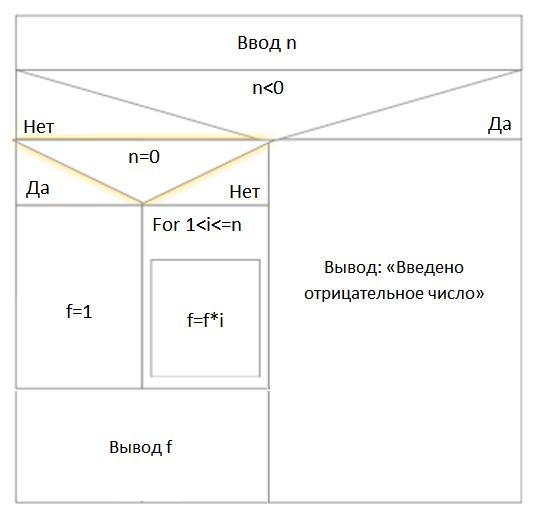 Ввод n
n<0
Нет
Да
n=0
Да
Нет
For 1<i<=n
f=1
f=f*i
Вывод: «Введено
отрицательное число»
Вывод f